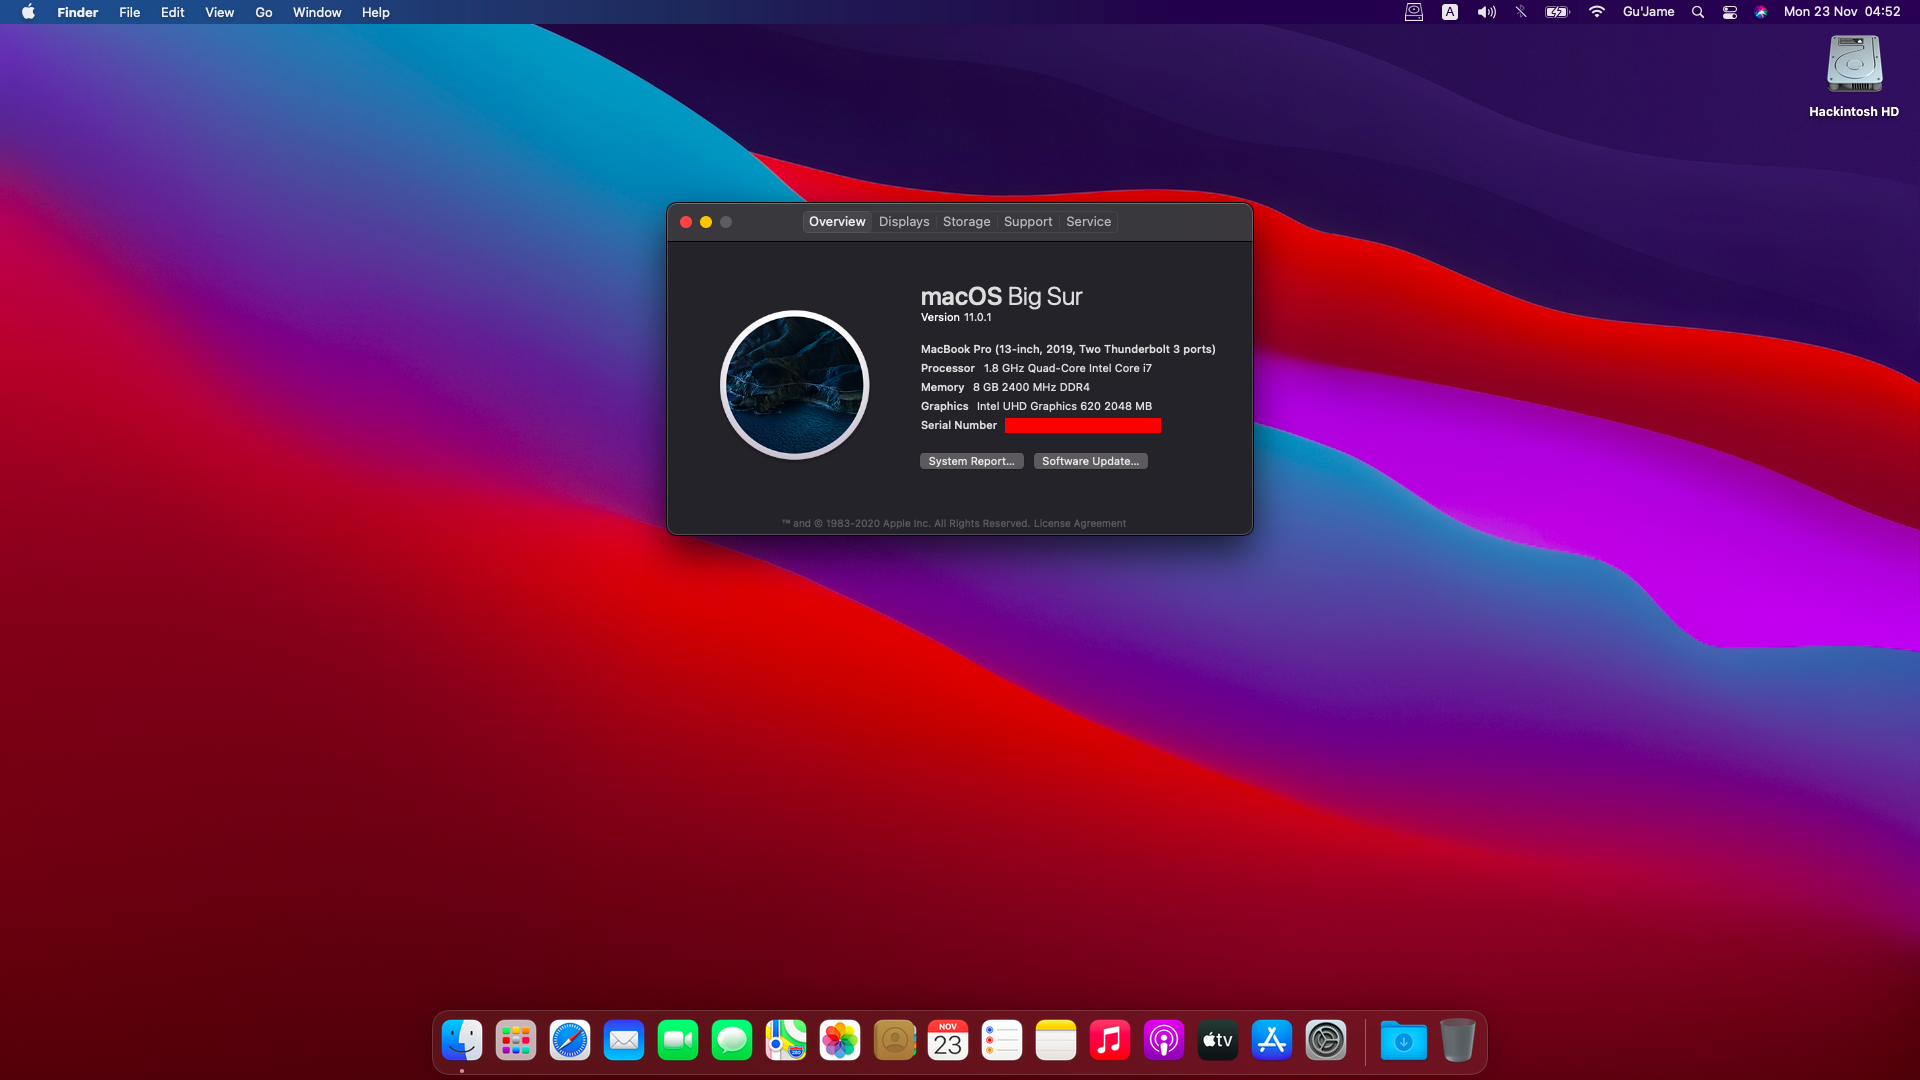 Finder File Edit View Go Window Help
A Gu'Jame Mon 23 Nov 04:52
Hackintosh HD
Overview Displays Storage Support Service
macOS Big Sur
Version 11.0.1
MacBook Pro (13-inch, 2019, Two Thunderbolt 3 ports)
Processor 1.8 GHz Quad-Core Intel Core i7
Memory 8 GB 2400 MHz DDR4
Graphics Intel UHD Graphics 620 2048 MB
Serial Number
System Report... Software Update...
™ and © 1983-2020 Apple Inc. All Rights Reserved. License Agreement
NOV
23
tv